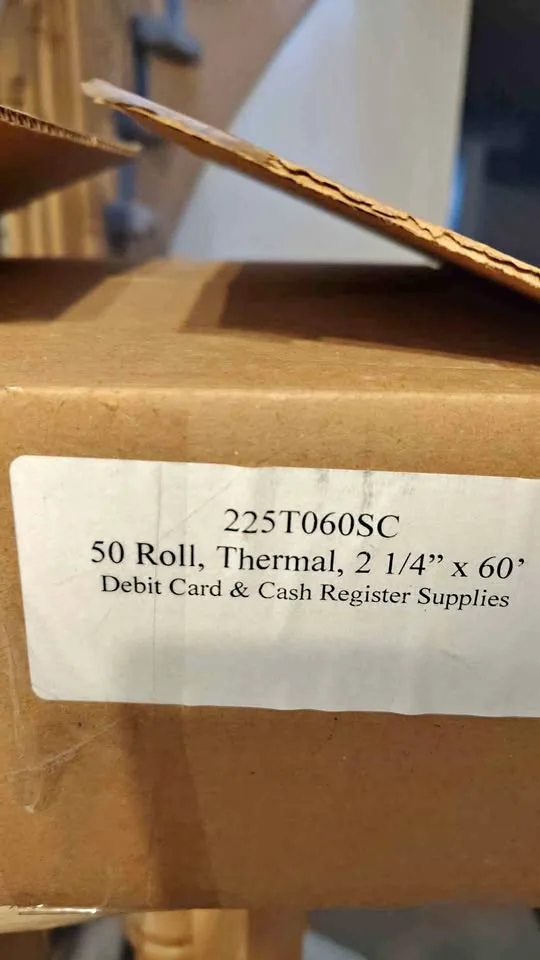 225T060SC
50 Roll, Thermal, 2 1/4” x 60’
Debit Card & Cash Register Supplies